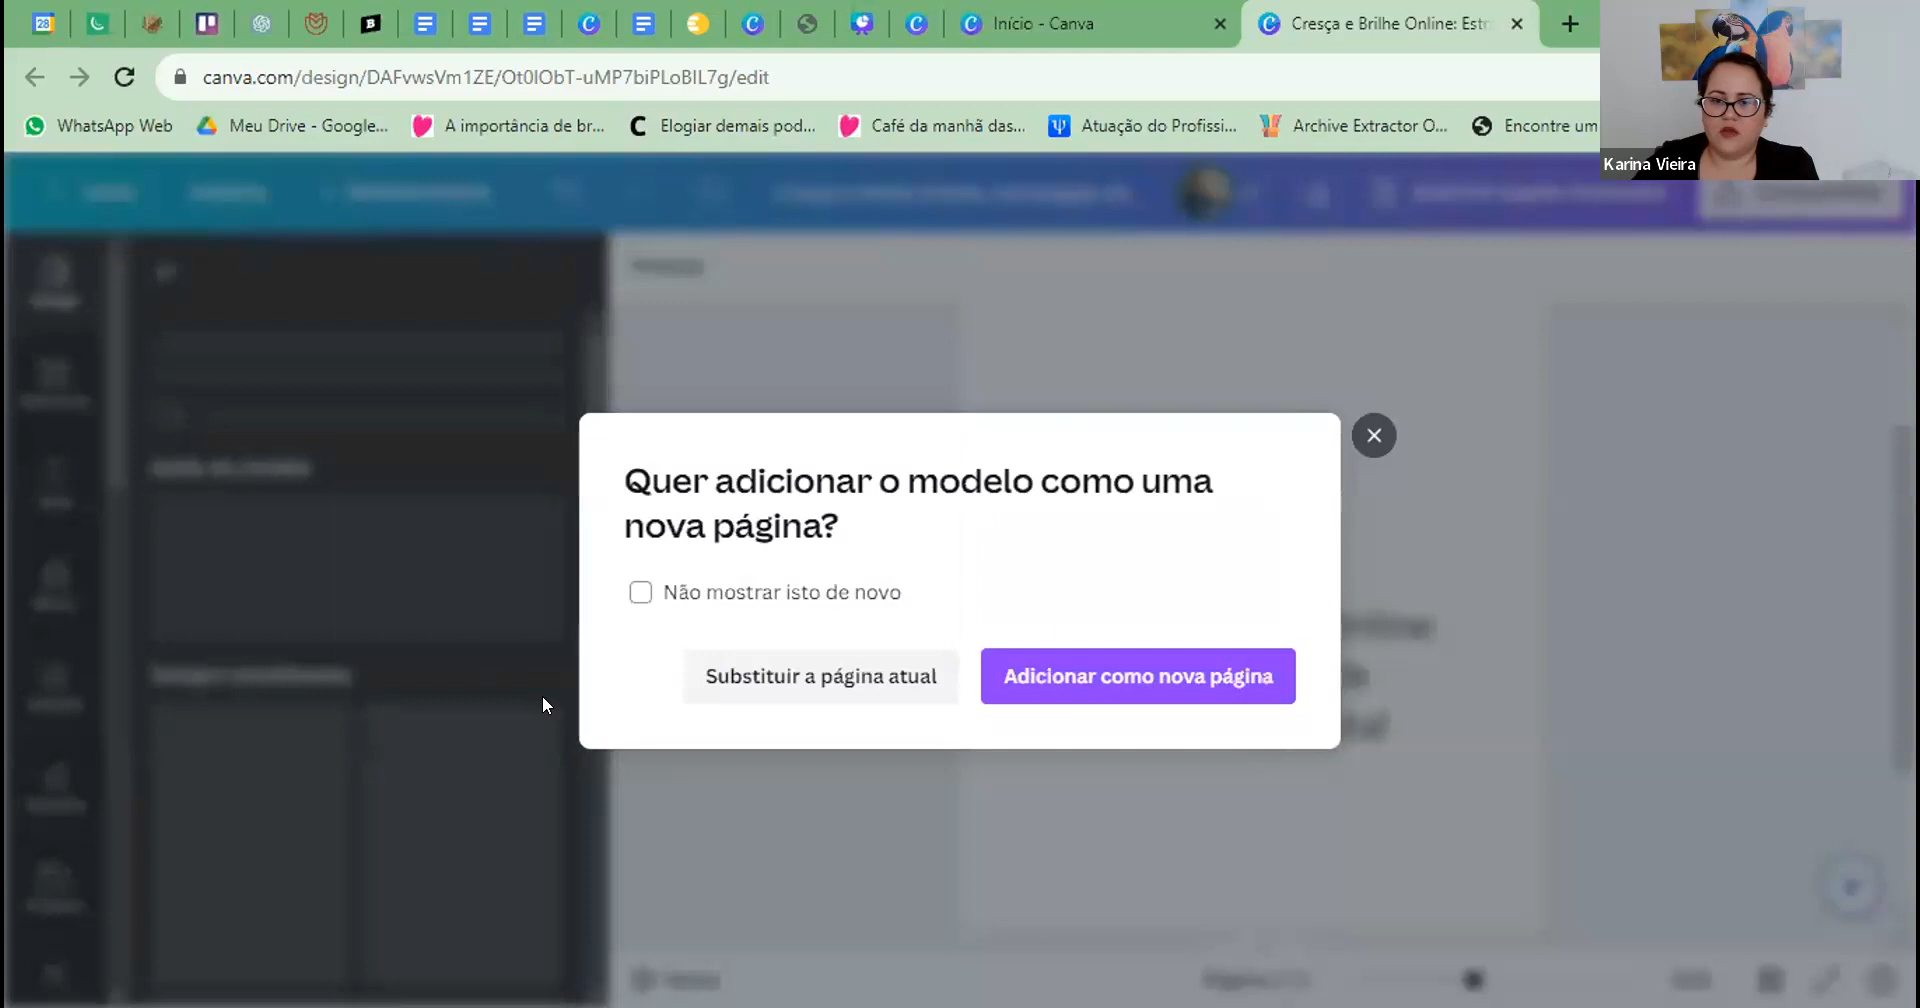 28
B
Início - Canva
Cresça e Brilhe Online: Estr
canva.com/design/DAFvwsVm1ZE/Ot0lObT-uMP7biPLoBIL7g/edit
WhatsApp Web
Meu Drive - Google...
A importância de br...
Elogiar demais pod...
Café da manhã das...
Atuação do Profissi...
Archive Extractor O...
Encontre um
Karina Vieira
Quer adicionar o modelo como uma
nova página?
Não mostrar isto de novo
Substituir a página atual
Adicionar como nova página